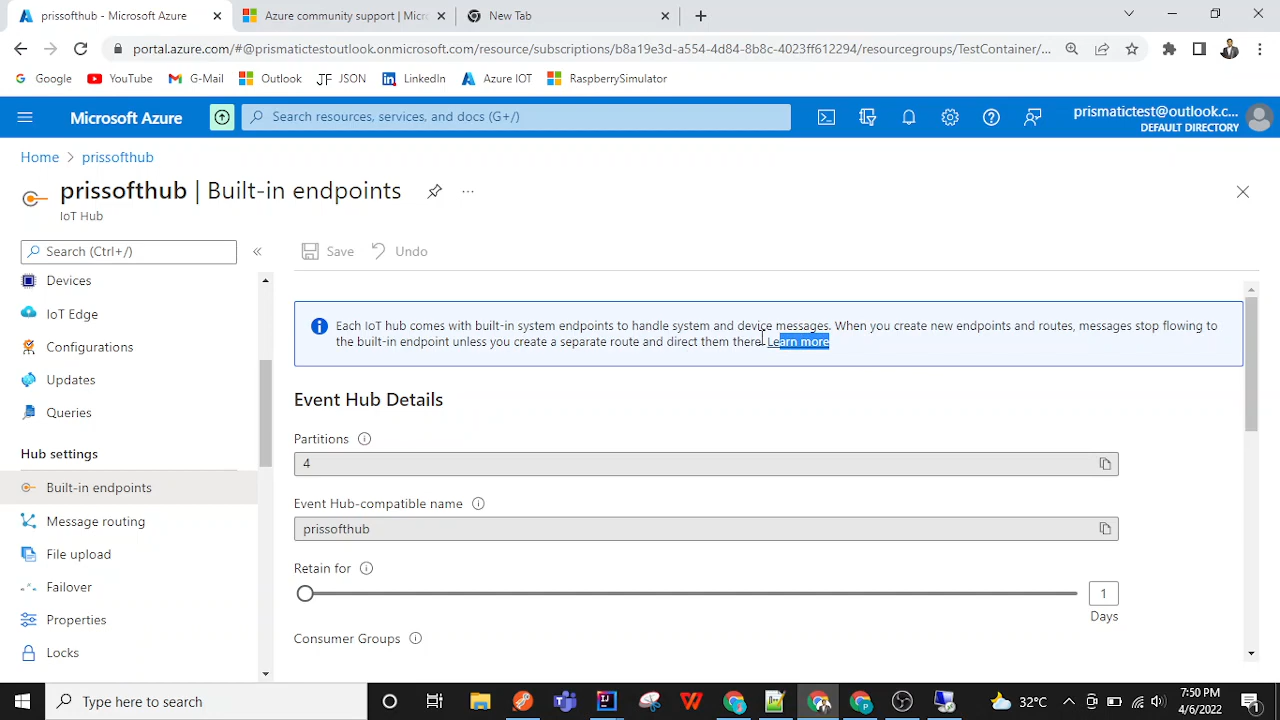 prissofthub - Microsoft Azure
Azure community support | Micr
New Tab
portal.azure.com/#@prismatictestoutlook.onmicrosoft.com/resource/subscriptions/b8a19e3d-a554-4d84-8b8c-4023ff612294/resourcegroups/TestContainer/...
Google
YouTube
G-Mail
Outlook
JSON
LinkedIn
Azure IOT
RaspberrySimulator
Microsoft Azure
Search resources, services, and docs (G+/)
prismatictest@outlook.c...
DEFAULT DIRECTORY
Home > prissofthub
prissofthub | Built-in endpoints
IoT Hub
Search (Ctrl+/)
Devices
IoT Edge
Configurations
Updates
Queries
Hub settings
Built-in endpoints
Message routing
File upload
Failover
Properties
Locks
Save
Undo
Each IoT hub comes with built-in system endpoints to handle system and device messages. When you create new endpoints and routes, messages stop flowing to
the built-in endpoint unless you create a separate route and direct them there. Learn more
Event Hub Details
Partitions
4
Event Hub-compatible name
prissofthub
Retain for
1
Days
Consumer Groups
Type here to search
32°C
7:50 PM
4/6/2022